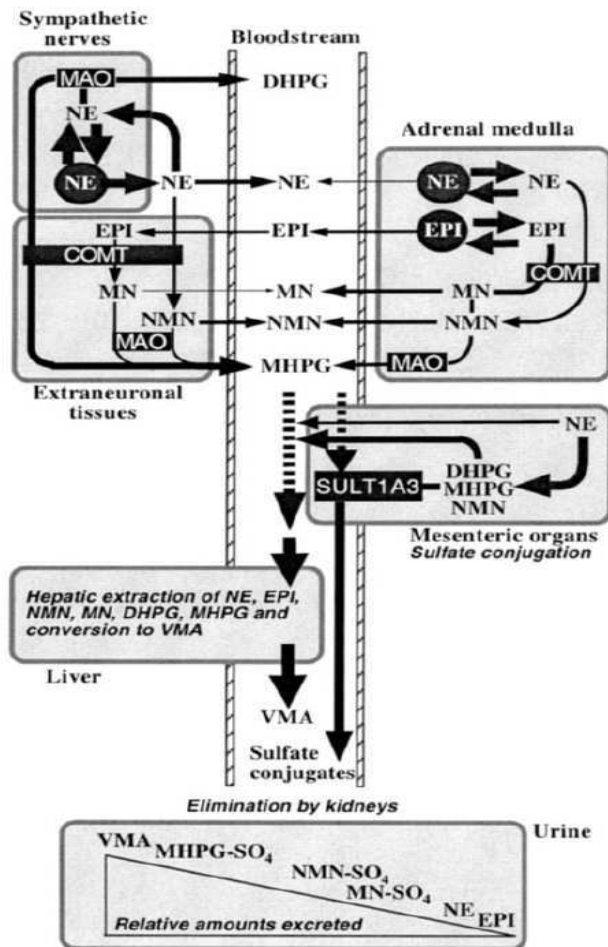 Sympathetic
nerves
Bloodstream
MAO
DHPG
NE
NE
NE
NE
Adrenal medulla
NE
NE
EPI
EPI
EPI
EPI
COMT
COMT
MN
MN
MN
NMN
NMN
NMN
MAO
MHPG
MAO
Extraneuronal
tissues
NE
DHPG
SULT1A3
MHPG
NMN
Mesenteric organs
Sulfate conjugation
Hepatic extraction of NE, EPI,
NMN, MN, DHPG, MHPG and
conversion to VMA
Liver
VMA
Sulfate
conjugates
Elimination by kidneys
Urine
VMA
MHPG-SO4
NMN-SO4
MN-SO4
NE
EPI
Relative amounts excreted